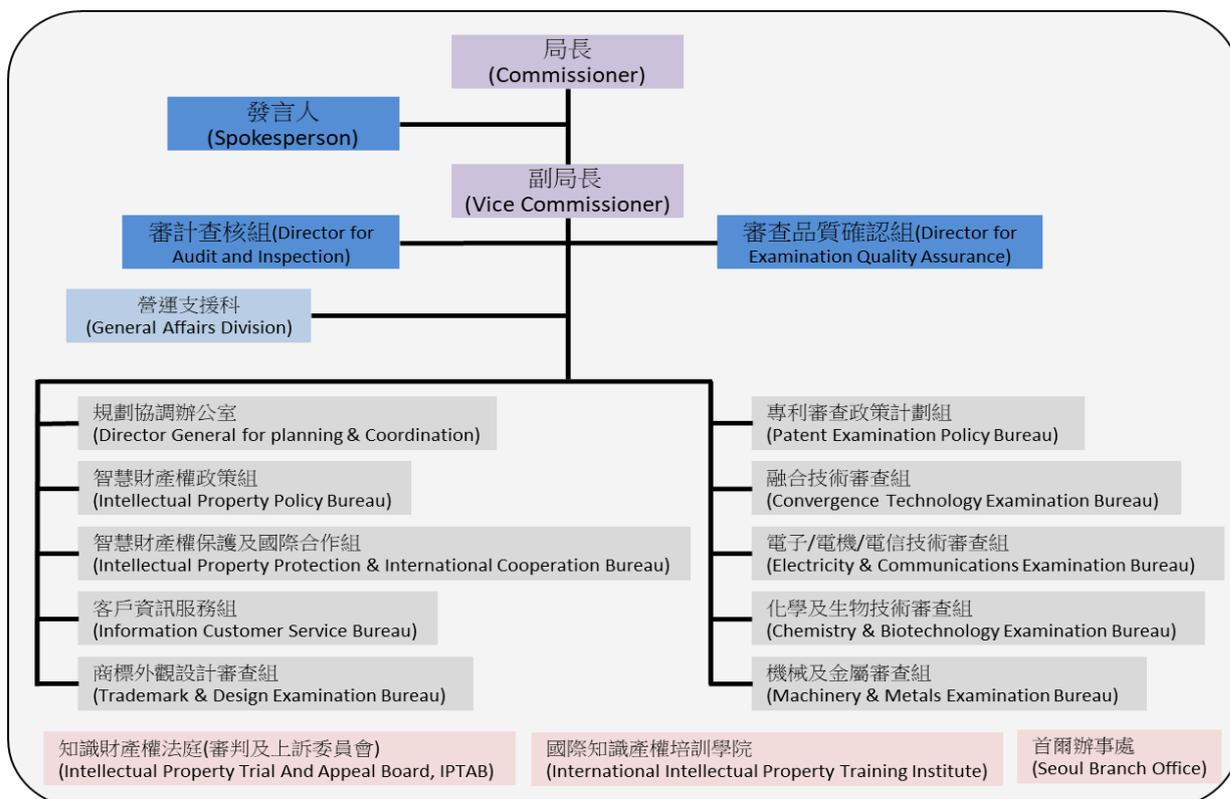 局長
(Commissioner)
發言人
(Spokesperson)
副局長
(Vice Commissioner)
審計查核組(Director for
Audit and Inspection)
審查品質確認組(Director for
Examination Quality Assurance)
營運支援科
(General Affairs Division)
規劃協調辦公室
(Director General for planning & Coordination)
智慧財產權政策組
(Intellectual Property Policy Bureau)
智慧財產權保護及國際合作組
(Intellectual Property Protection & International Cooperation Bureau)
客戶資訊服務組
(Information Customer Service Bureau)
商標外觀設計審查組
(Trademark & Design Examination Bureau)
專利審查政策計劃組
(Patent Examination Policy Bureau)
融合技術審查組
(Convergence Technology Examination Bureau)
電子/電機/電信技術審查組
(Electricity & Communications Examination Bureau)
化學及生物技術審查組
(Chemistry & Biotechnology Examination Bureau)
機械及金屬審查組
(Machinery & Metals Examination Bureau)
知識財產權法庭(審判及上訴委員會)
(Intellectual Property Trial And Appeal Board, IPTAB)
國際知識產權培訓學院
(International Intellectual Property Training Institute)
首爾辦事處
(Seoul Branch Office)